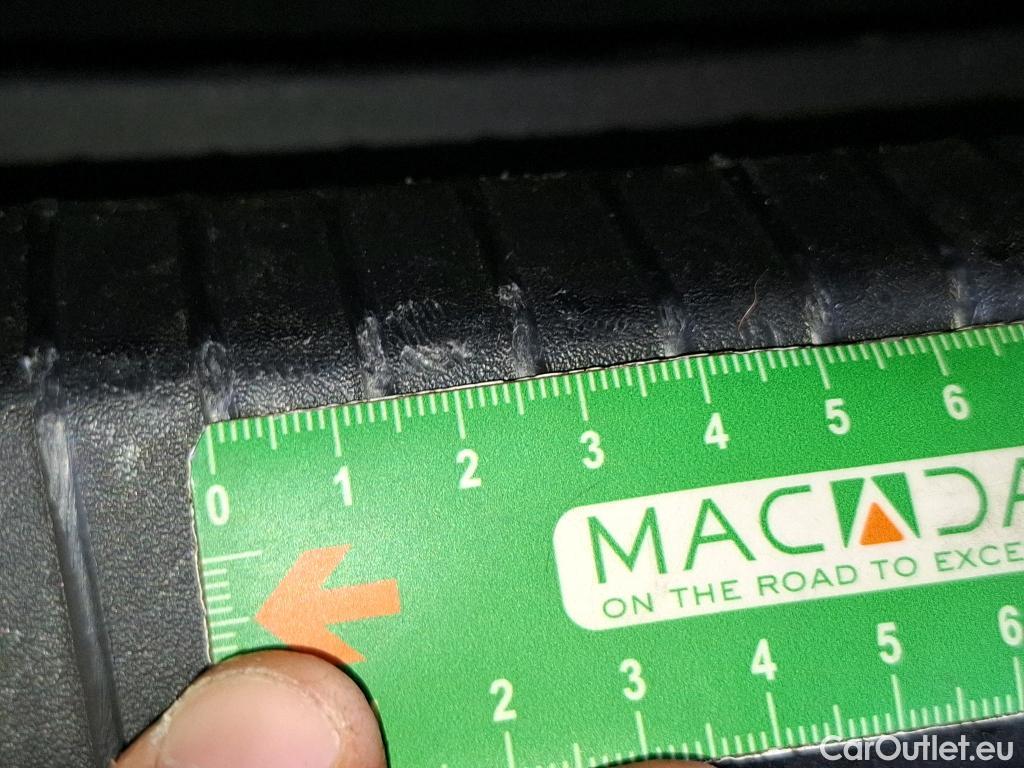 0 1 2 3 4 5 6
MACADA
ON THE ROAD TO EXCE
2 3 4 5 6
CarOutlet.eu